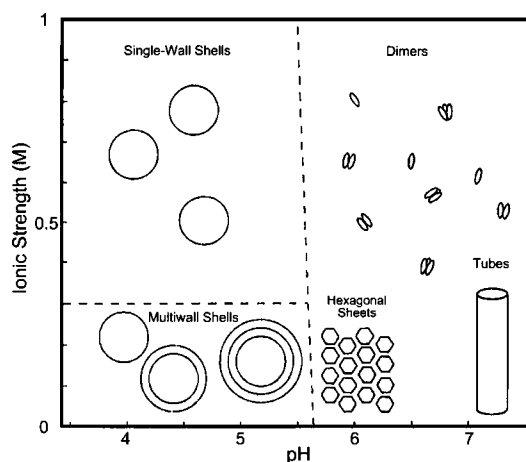 1
Single-Wall Shells
Dimers
Ionic Strength (M)
0.5
Tubes
Multiwall Shells
Hexagonal
Sheets
0
4
5
6
7
pH